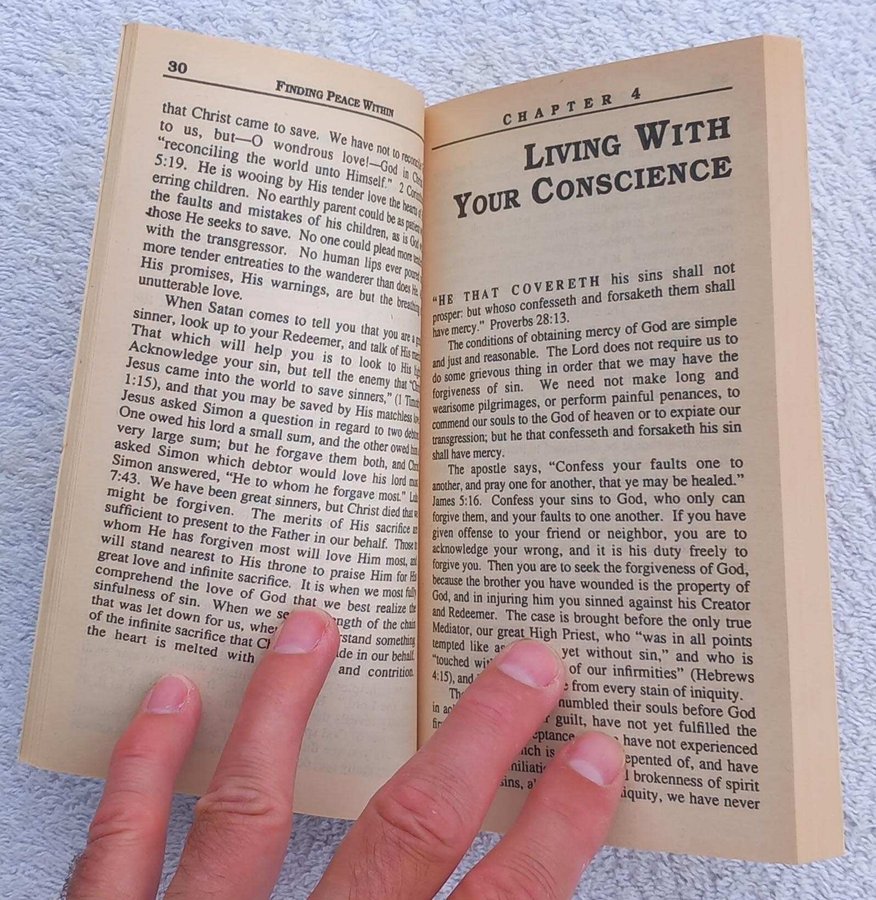 30
FINDING PEACE WITHIN
that Christ came to save. We have not to
to us, but—O wondrous love!—God in
"reconciling the world unto Himself." 2
5:19. He is wooing by His tender love the hearts
erring children. No earthly parent could be as
the faults and mistakes of his children, as is God
those He seeks to save. No one could plead more
with the transgressor. No human lips ever poured
more tender entreaties to the wanderer than does He.
His promises, His warnings, are but the
unutterable love.
When Satan comes to tell you that you are a
sinner, look up to your Redeemer, and talk of His
That which will help you is to look to His
Acknowledge your sin, but tell the enemy that
Jesus came into the world to save sinners," (1
1:15), and that you may be saved by His matchless
Jesus asked Simon a question in regard to two
One owed his lord a small sum, and the other owed
very large sum; but he forgave them both, and
asked Simon which debtor would love his lord
Simon answered, "He to whom he forgave most."
7:43. We have been great sinners, but Christ died that
might be forgiven. The merits of His sacrifice
sufficient to present to the Father in our behalf. Those
whom He has forgiven most will love Him most, and
will stand nearest to His throne to praise Him for His
great love and infinite sacrifice. It is when we most fully
comprehend the love of God that we best realize the
sinfulness of sin. When we see length of the chain
that was let down for us, when understand something
of the infinite sacrifice that made in our behalf,
the heart is melted with and contrition.
CHAPTER 4
LIVING WITH
YOUR CONSCIENCE
"HE THAT COVERETH his sins shall not
prosper: but whoso confesseth and forsaketh them shall
have mercy." Proverbs 28:13.
The conditions of obtaining mercy of God are simple
and just and reasonable. The Lord does not require us to
do some grievous thing in order that we may have the
forgiveness of sin. We need not make long and
wearisome pilgrimages, or perform painful penances, to
commend our souls to the God of heaven or to expiate our
transgression; but he that confesseth and forsaketh his sin
shall have mercy.
The apostle says, "Confess your faults one to
another, and pray one for another, that ye may be healed."
James 5:16. Confess your sins to God, who only can
forgive them, and your faults to one another. If you have
given offense to your friend or neighbor, you are to
acknowledge your wrong, and it is his duty freely to
forgive you. Then you are to seek the forgiveness of God,
because the brother you have wounded is the property of
God, and in injuring him you sinned against his Creator
and Redeemer. The case is brought before the only true
Mediator, our great High Priest, who "was in all points
tempted like as yet without sin," and who is
"touched with of our infirmities" (Hebrews
4:15), and from every stain of iniquity.
humbled their souls before God
in guilt, have not yet fulfilled the
have not experienced
repented of, and have
brokenness of spirit
iniquity, we have never